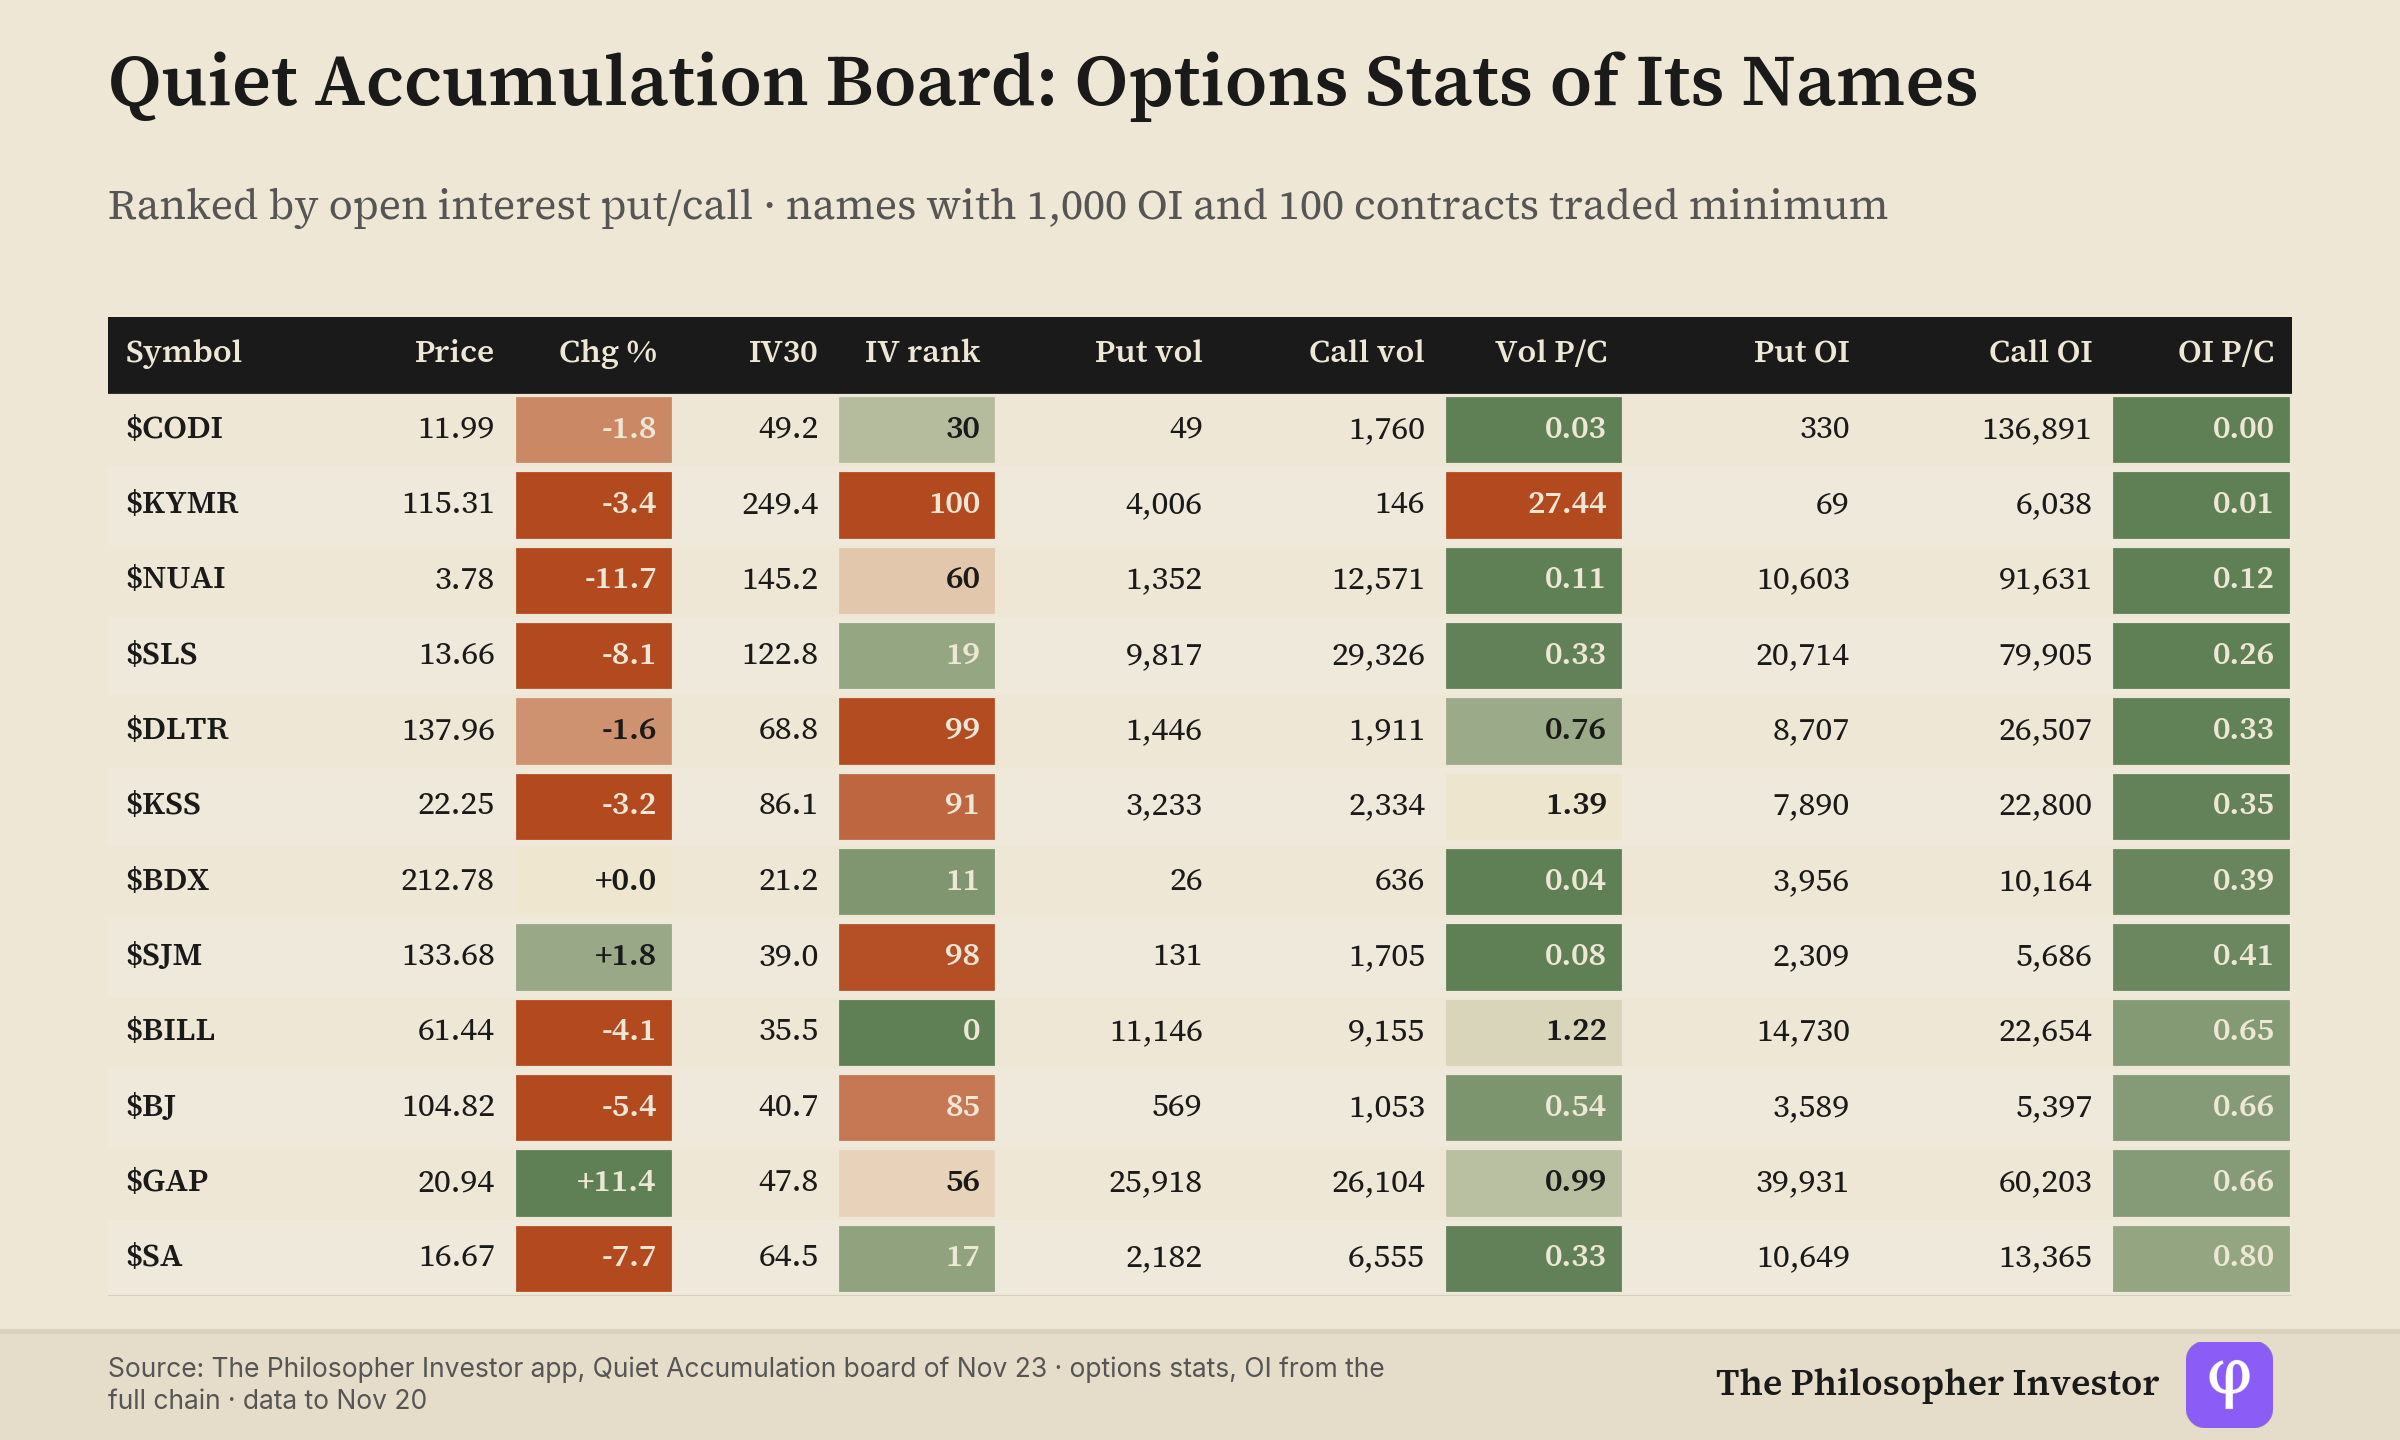 Quiet Accumulation Board: Options Stats of Its Names
Ranked by open interest put/call · names with 1,000 OI and 100 contracts traded minimum
Symbol Price Chg % IV30 IV rank Put vol Call vol Vol P/C Put OI Call OI OI P/C
$CODI 11.99 -1.8 49.2 30 49 1,760 0.03 330 136,891 0.00
$KYMR 115.31 -3.4 249.4 100 4,006 146 27.44 69 6,038 0.01
$NUAI 3.78 -11.7 145.2 60 1,352 12,571 0.11 10,603 91,631 0.12
$SLS 13.66 -8.1 122.8 19 9,817 29,326 0.33 20,714 79,905 0.26
$DLTR 137.96 -1.6 68.8 99 1,446 1,911 0.76 8,707 26,507 0.33
$KSS 22.25 -3.2 86.1 91 3,233 2,334 1.39 7,890 22,800 0.35
$BDX 212.78 +0.0 21.2 11 26 636 0.04 3,956 10,164 0.39
$SJM 133.68 +1.8 39.0 98 131 1,705 0.08 2,309 5,686 0.41
$BILL 61.44 -4.1 35.5 0 11,146 9,155 1.22 14,730 22,654 0.65
$BJ 104.82 -5.4 40.7 85 569 1,053 0.54 3,589 5,397 0.66
$GAP 20.94 +11.4 47.8 56 25,918 26,104 0.99 39,931 60,203 0.66
$SA 16.67 -7.7 64.5 17 2,182 6,555 0.33 10,649 13,365 0.80
Source: The Philosopher Investor app, Quiet Accumulation board of Nov 23 · options stats, OI from the
full chain · data to Nov 20
The Philosopher Investor φ